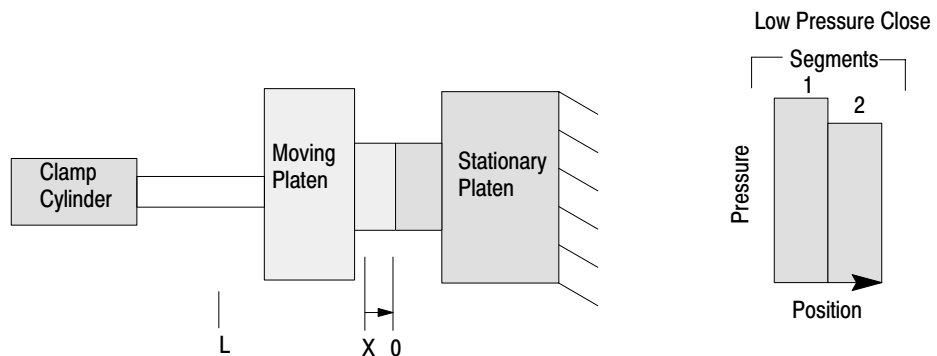 Low Pressure Close
Segments
1
2
Pressure
Position
Clamp
Cylinder
Moving
Platen
Stationary
Platen
L
X 0